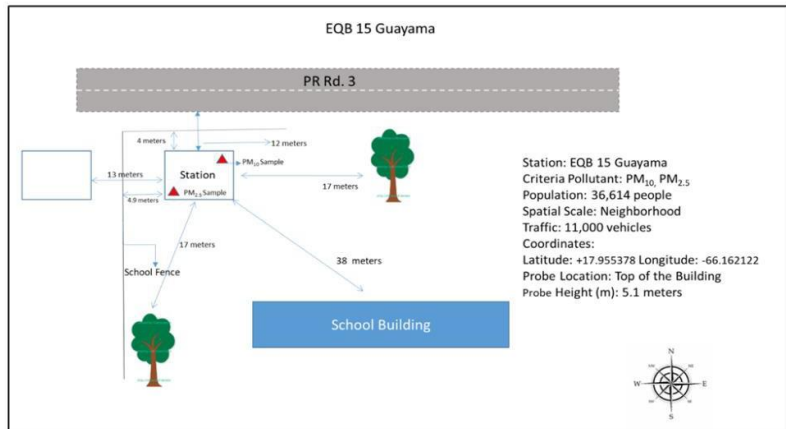 EQB 15 Guayama
PR Rd. 3
4 meters
12 meters
PM10 Sample
Station
13 meters
PM2.5 Sample
17 meters
4.9 meters
17 meters
School Fence
38 meters
School Building
Station: EQB 15 Guayama
Criteria Pollutant: PM10, PM2.5
Population: 36,614 people
Spatial Scale: Neighborhood
Traffic: 11,000 vehicles
Coordinates:
Latitude: +17.955378 Longitude: -66.162122
Probe Location: Top of the Building
Probe Height (m): 5.1 meters
N
W
E
S